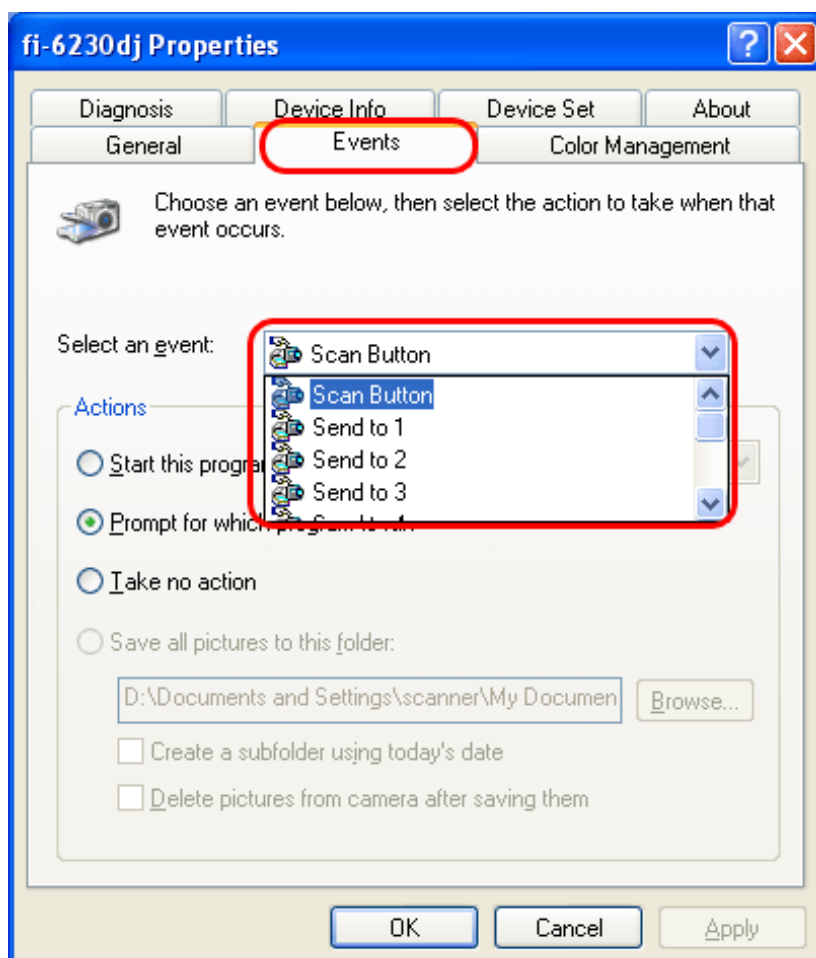 fi-6230dj Properties
Diagnosis Device Info Device Set About
General Events Color Management
Choose an event below, then select the action to take when that
event occurs.
Select an event: Scan Button
Scan Button
Actions
Send to 1
Start this Send to 2
Send to 3
Prompt for which
Take no action
Save all pictures to this folder:
D:\Documents and Settings\scanner\My Documen Browse...
Create a subfolder using today's date
Delete pictures from camera after saving them
OK Cancel Apply